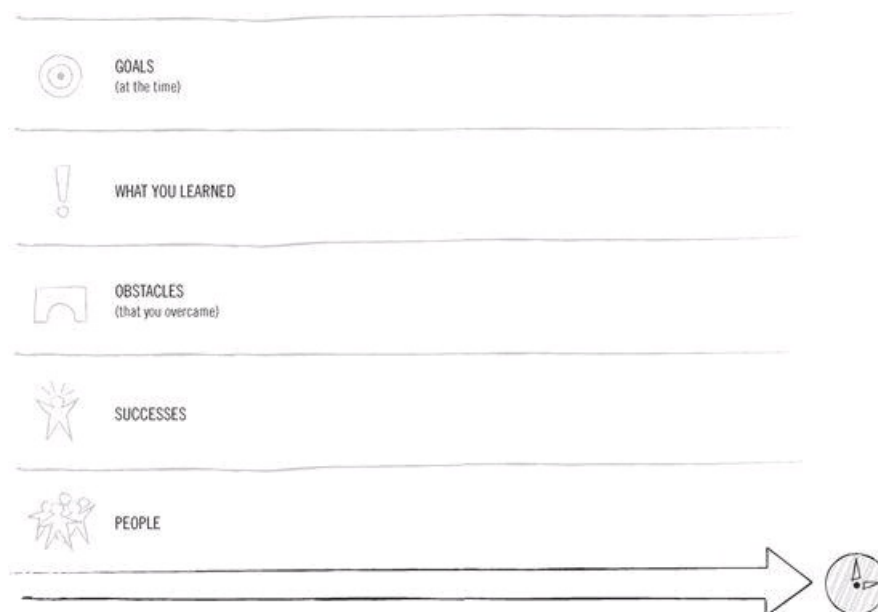 GOALS
(at the time)
WHAT YOU LEARNED
OBSTACLES
(that you overcame)
SUCCESSES
PEOPLE